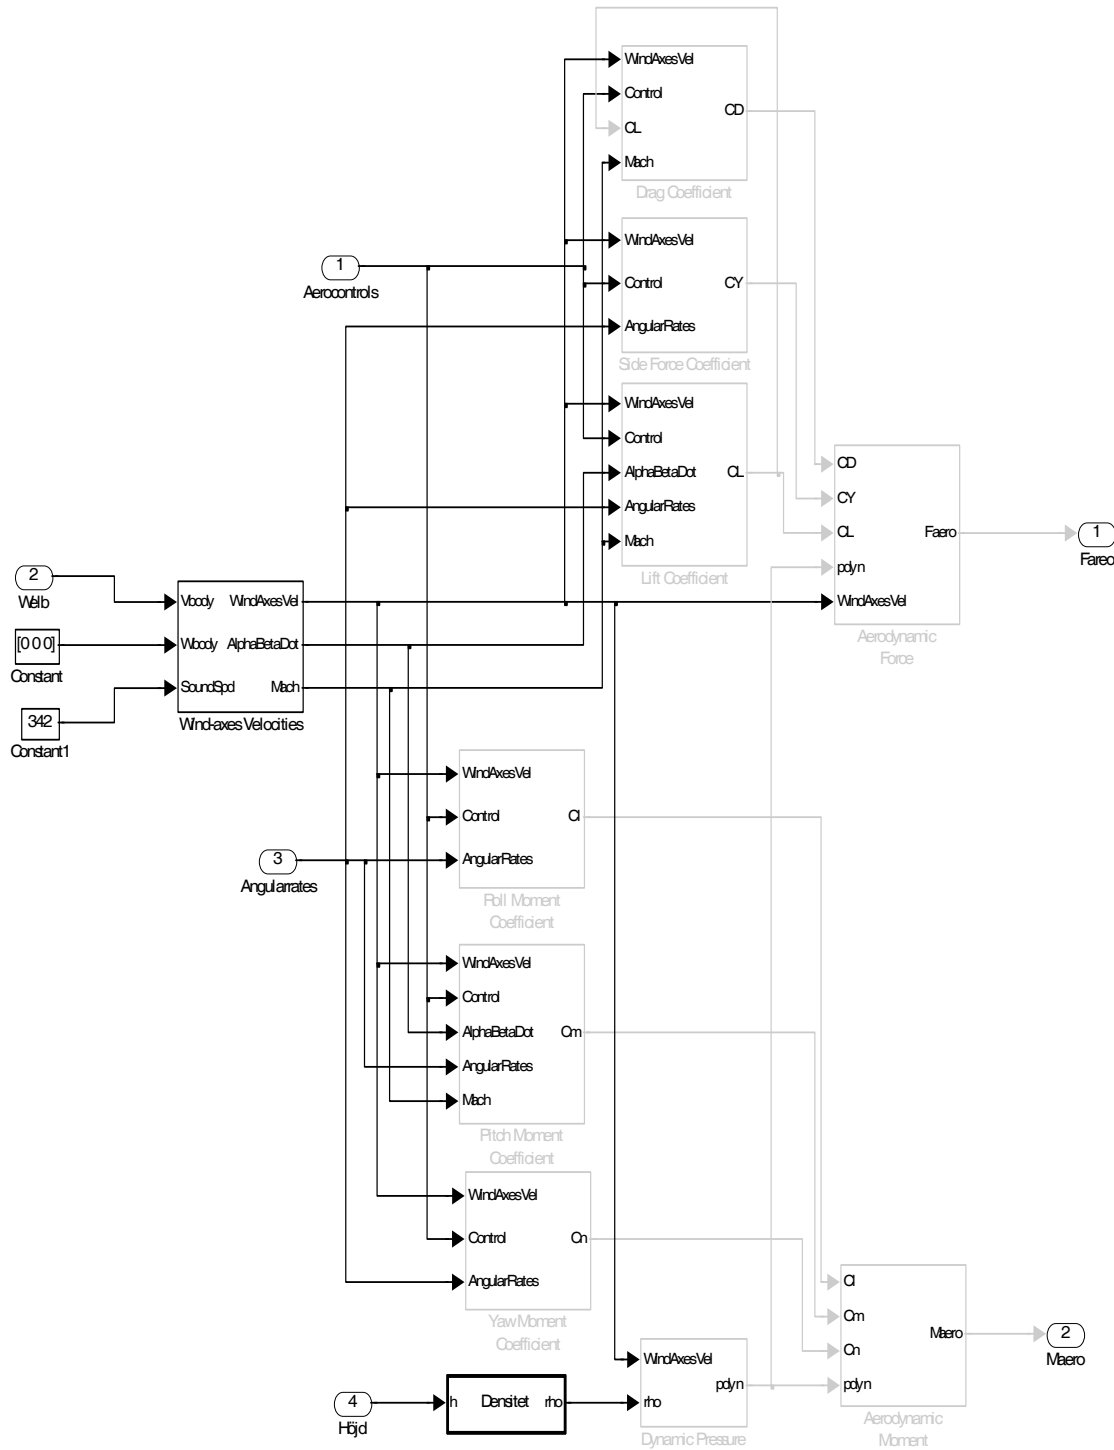 WindAxesVel
Control
CL
Mach
CD
Drag Coefficient
WindAxesVel
Control
AngularRates
CY
Side Force Coefficient
1
Aerocontrols
WindAxesVel
Control
AlphaBetaDot
AngularRates
Mach
CL
Lift Coefficient
CD
CY
CL
pdyn
WindAxesVel
Faero
Aerodynamic
Force
1
Fareo
2
Velb
[0 0 0]
Constant
342
Constant1
Vbody
Wbody
SoundSpd
WindAxesVel
AlphaBetaDot
Mach
Wind-axes Velocities
WindAxesVel
Control
AngularRates
Cl
Roll Moment
Coefficient
3
Angularrates
WindAxesVel
Control
AlphaBetaDot
AngularRates
Mach
Cm
Pitch Moment
Coefficient
WindAxesVel
Control
AngularRates
Cn
Yaw Moment
Coefficient
Cl
Cm
Cn
pdyn
Maero
Aerodynamic
Moment
2
Maero
WindAxesVel
rho
pdyn
Dynamic Pressure
4
Höjd
h
Densitet
rho